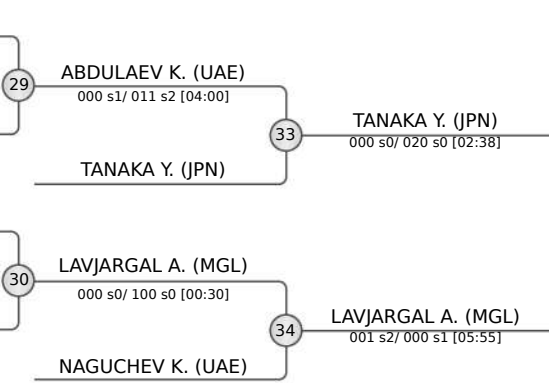 29
ABDULAEV K. (UAE)
000 s1/ 011 s2 [04:00]
33
TANAKA Y. (JPN)
000 s0/ 020 s0 [02:38]
TANAKA Y. (JPN)
30
LAVJARGAL A. (MGL)
000 s0/ 100 s0 [00:30]
34
LAVJARGAL A. (MGL)
001 s2/ 000 s1 [05:55]
NAGUCHEV K. (UAE)